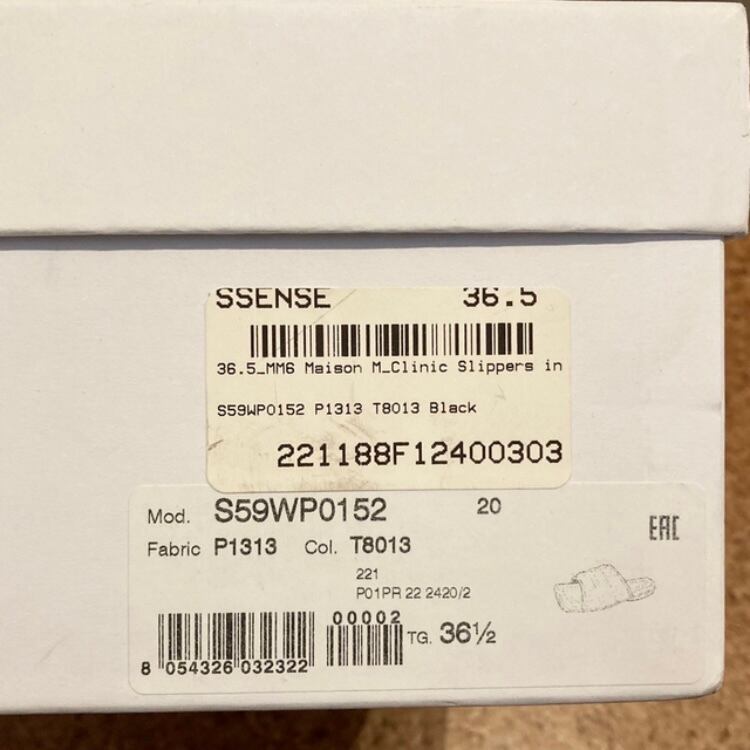 SSENSE 36.5
36.5_MM6 Maison M_Clinic Slippers in
S59WP0152 P1313 T8013 Black
221188F12400303
Mod. S59WP0152 20
EAC
Fabric P1313 Col. T8013
221
P01PR 22 2420/2
00002
TG. 36½
8 054326 032322